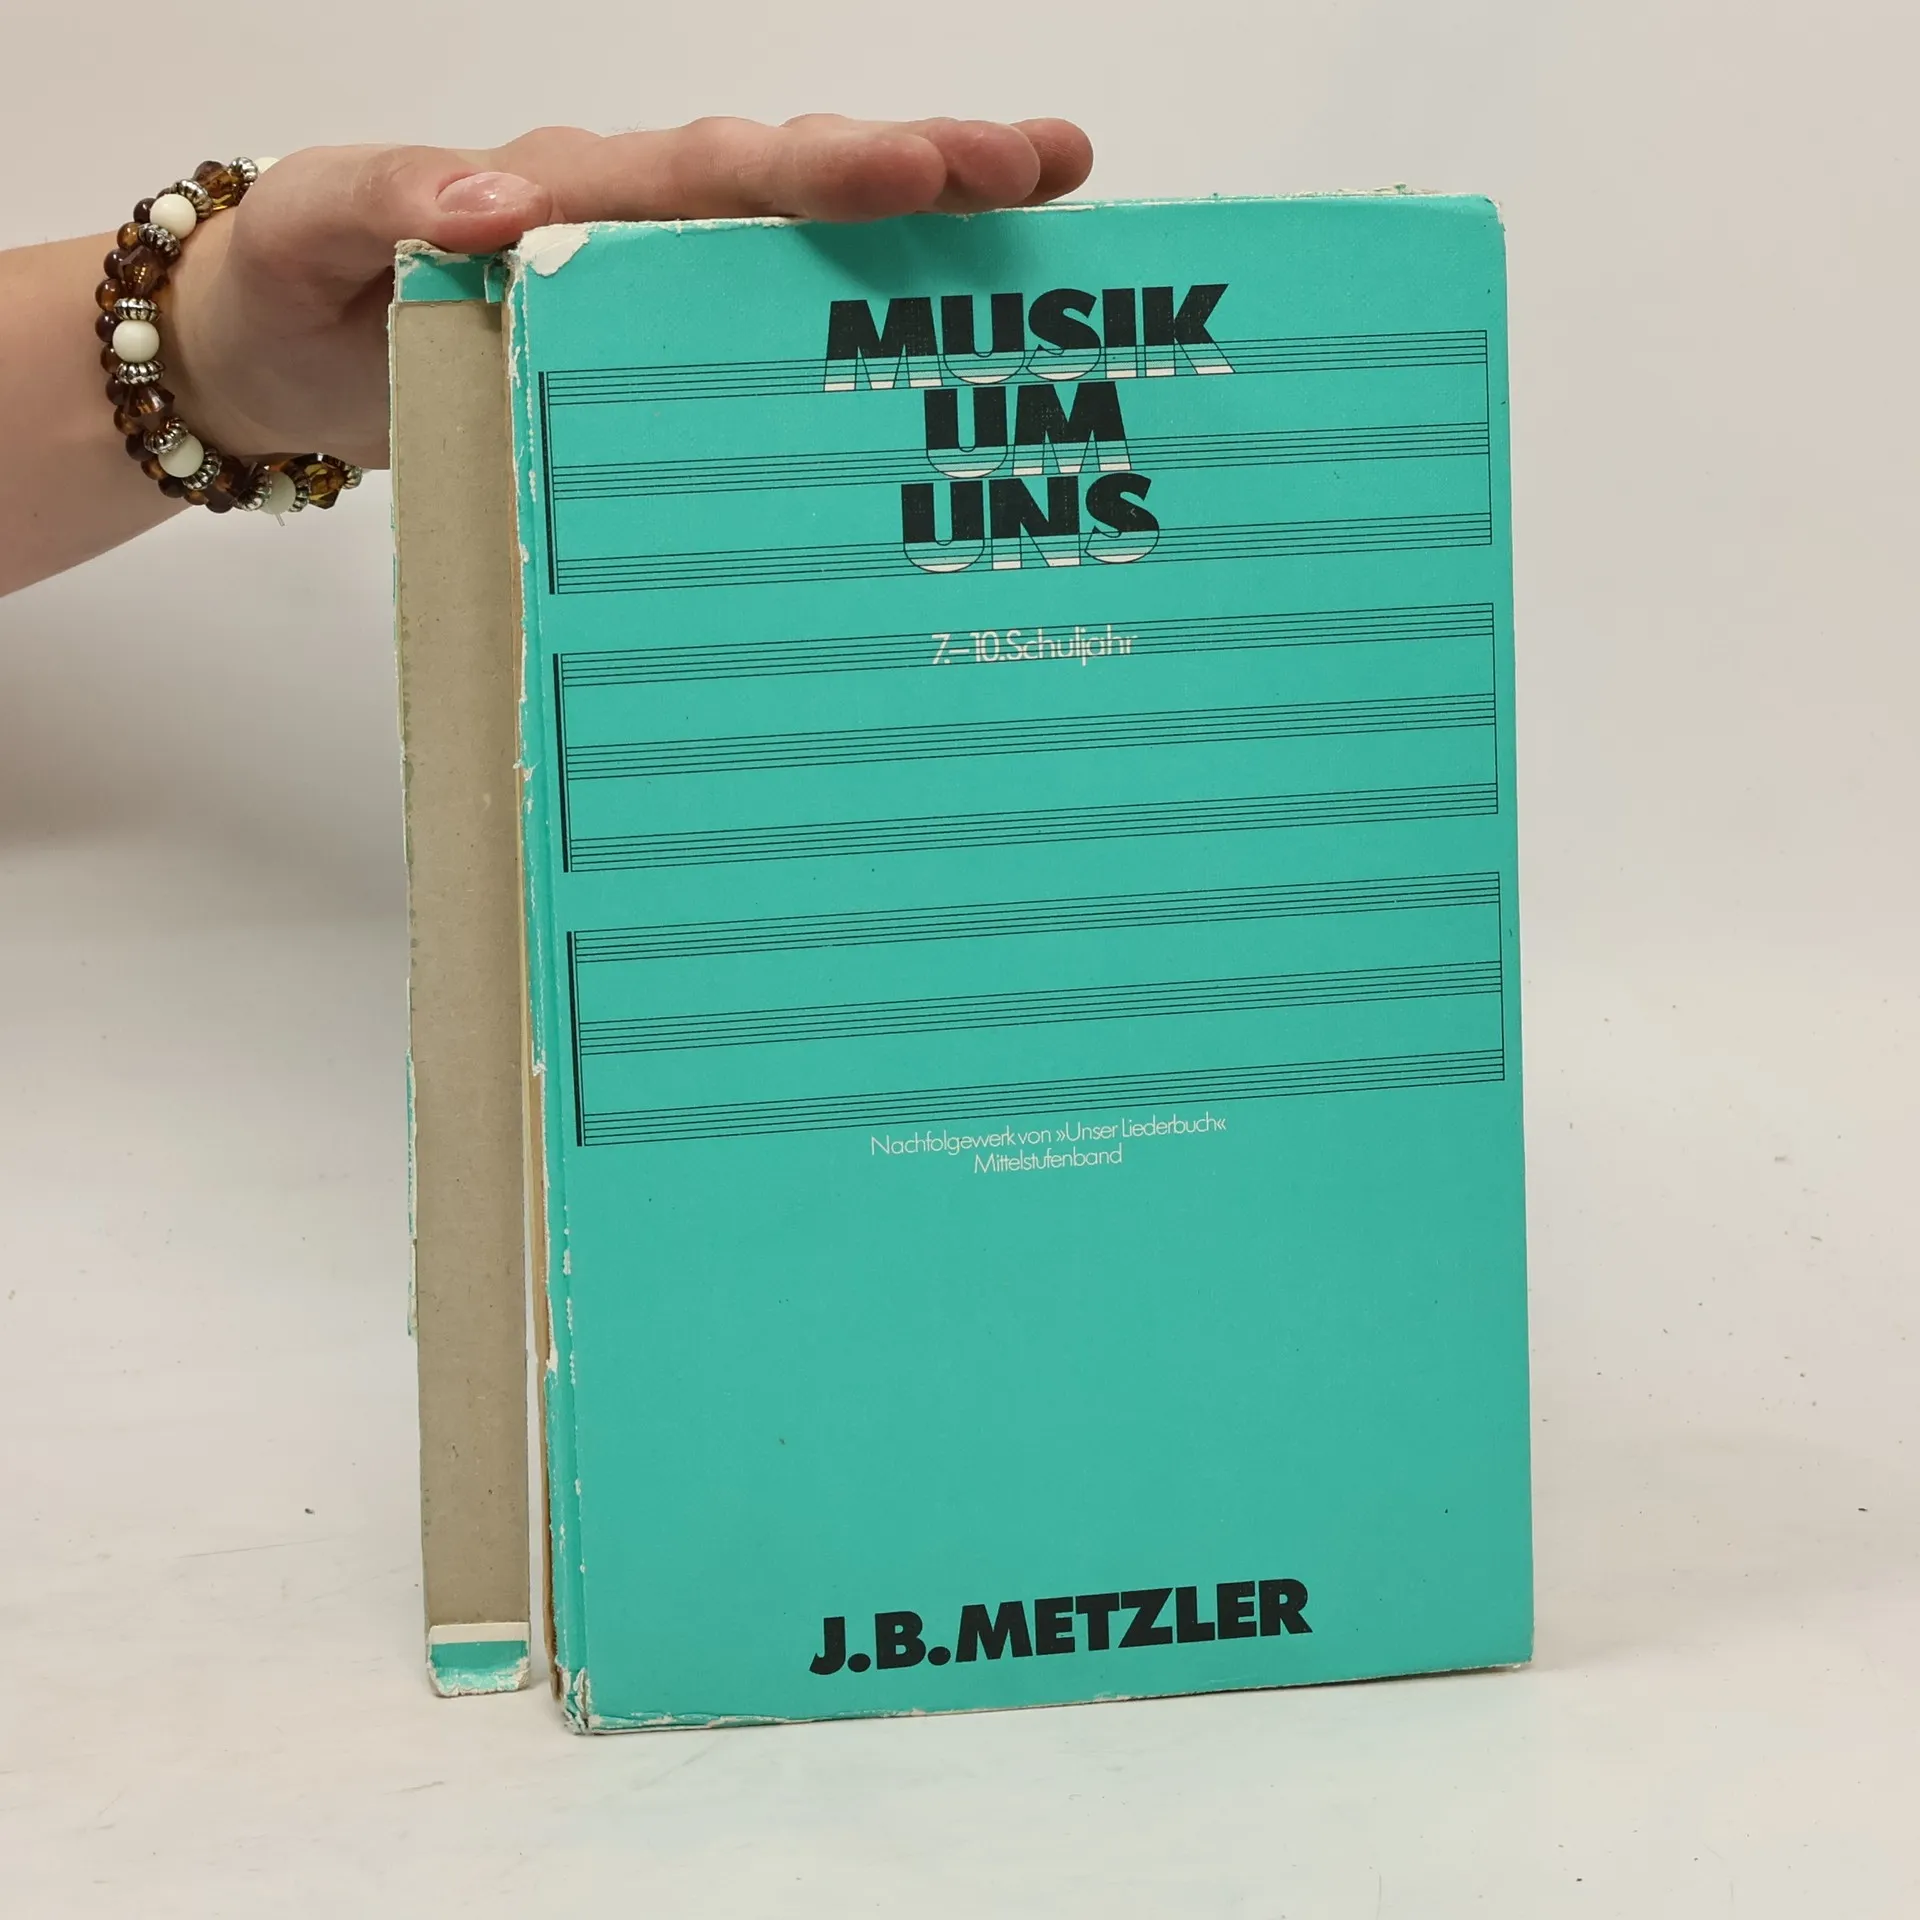 MUSIK
UM
UNS
7.–10. Schuljahr
Nachfolgewerk von »Unser Liederbuch«
Mittelstufenband
J.B. METZLER